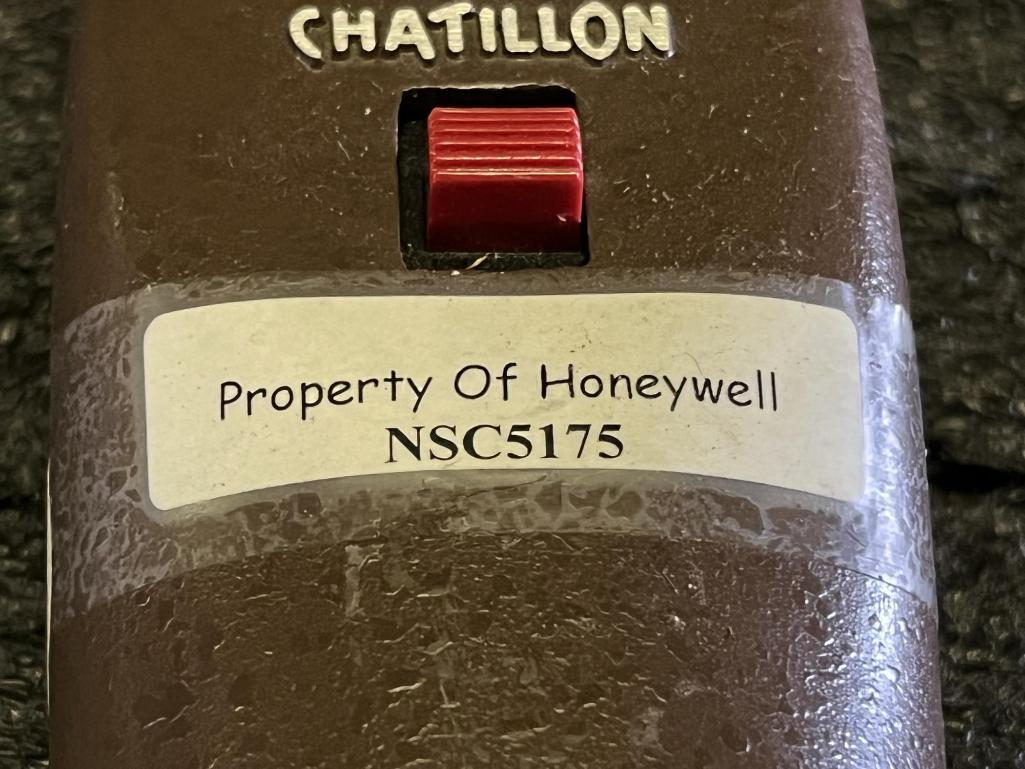 CHATILLON
Property Of Honeywell
NSC5175